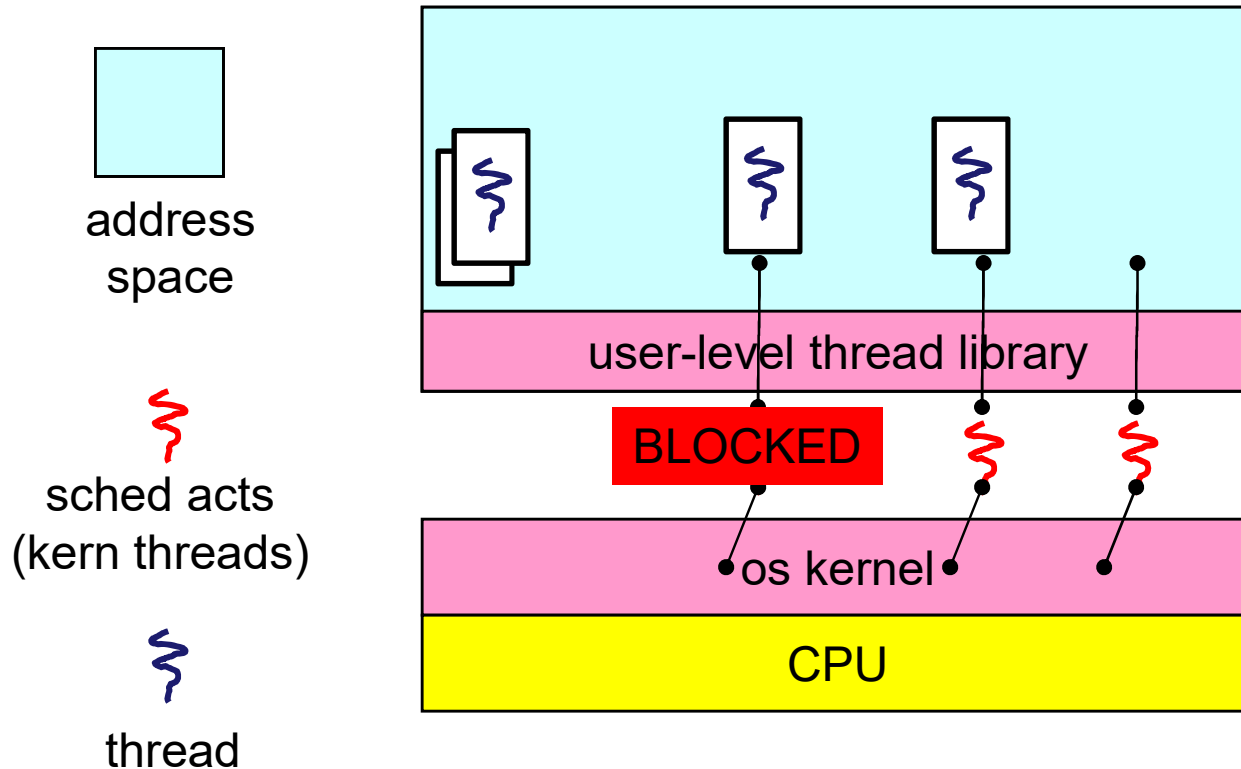 address
space
sched acts
(kern threads)
thread
user-level thread library
BLOCKED
os kernel
CPU